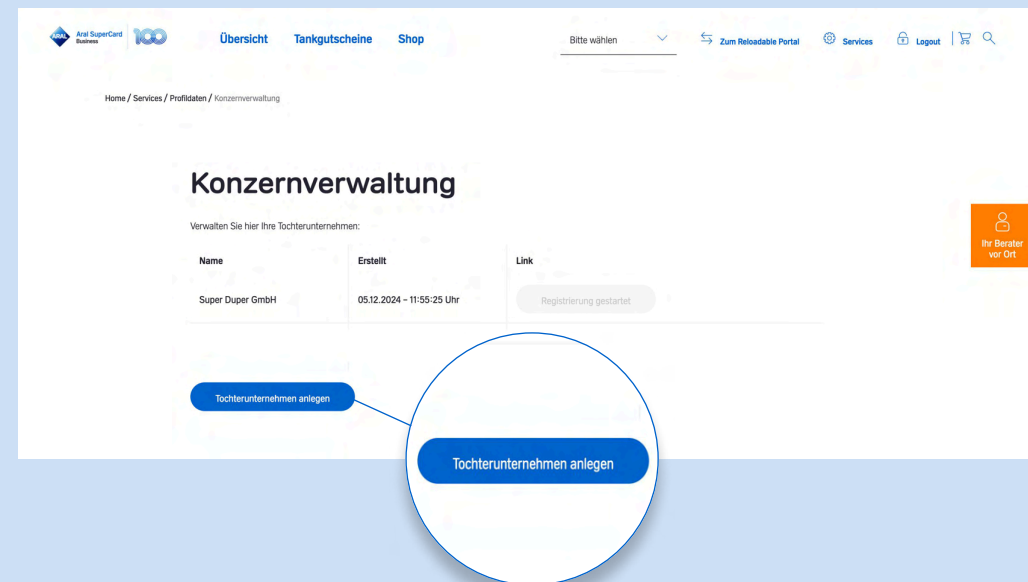 ARAL
Aral SuperCard
Business
100
Übersicht
Tankgutscheine
Shop
Bitte wählen
Zum Reloadable Portal
Services
Logout
Home / Services / Profildaten / Konzernverwaltung
Konzernverwaltung
Verwalten Sie hier Ihre Tochterunternehmen:
Name Erstellt Link
Super Duper GmbH 05.12.2024 – 11:55:25 Uhr Registrierung gestartet
Ihr Berater
vor Ort
Tochterunternehmen anlegen
Tochterunternehmen anlegen